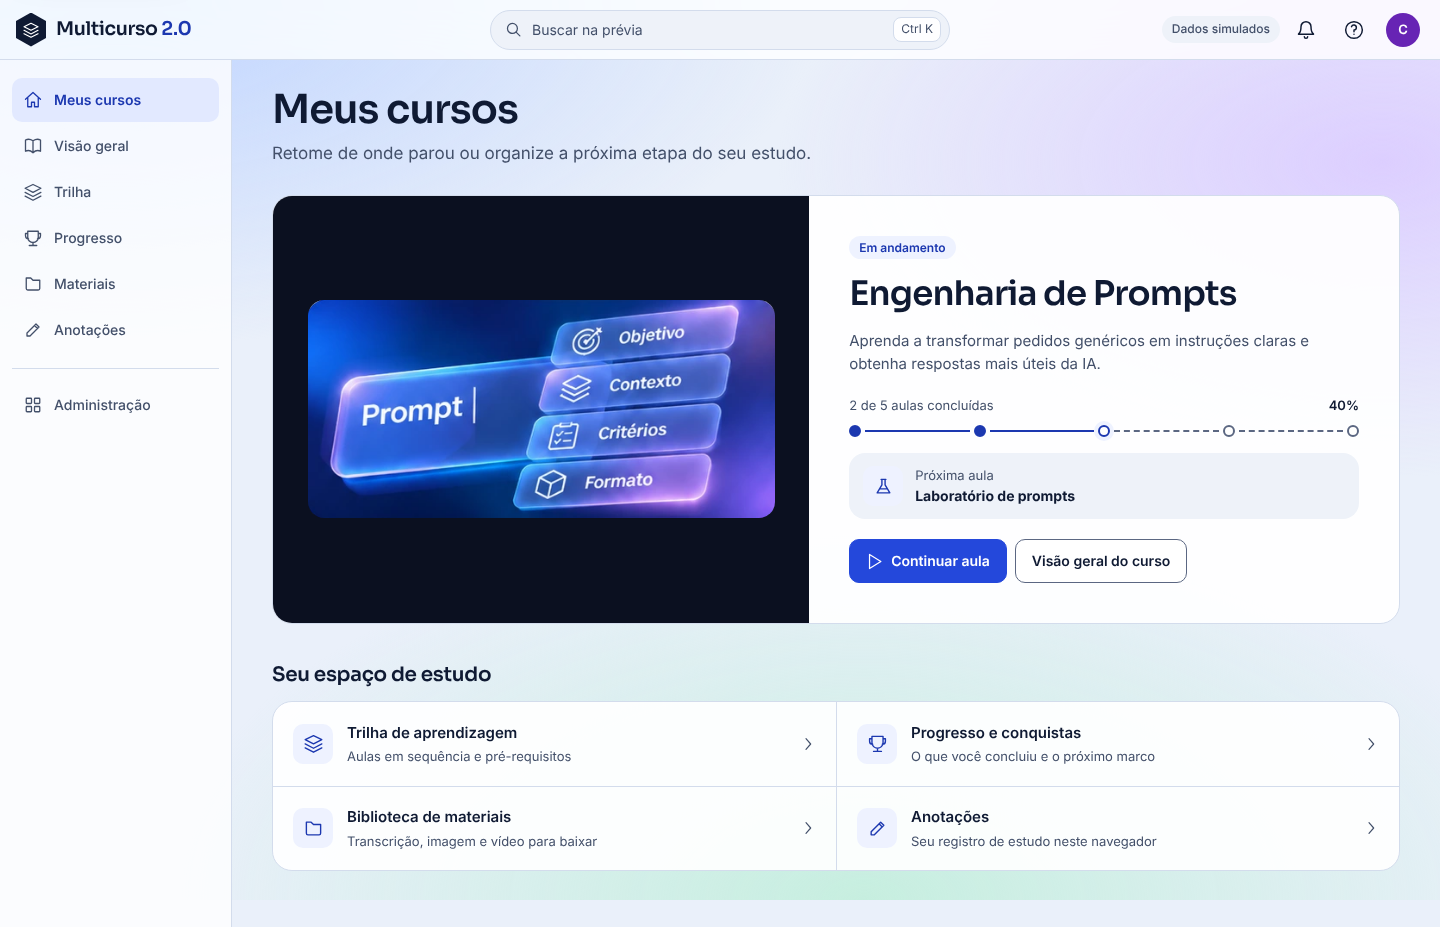 Multicurso 2.0
Buscar na prévia
Ctrl K
Dados simulados
C
Meus cursos
Visão geral
Trilha
Progresso
Materiais
Anotações
Administração
Meus cursos
Retome de onde parou ou organize a próxima etapa do seu estudo.
Prompt
Objetivo
Contexto
Critérios
Formato
Em andamento
Engenharia de Prompts
Aprenda a transformar pedidos genéricos em instruções claras e
obtenha respostas mais úteis da IA.
2 de 5 aulas concluídas
40%
Próxima aula
Laboratório de prompts
Continuar aula
Visão geral do curso
Seu espaço de estudo
Trilha de aprendizagem
Aulas em sequência e pré-requisitos
Progresso e conquistas
O que você concluiu e o próximo marco
Biblioteca de materiais
Transcrição, imagem e vídeo para baixar
Anotações
Seu registro de estudo neste navegador